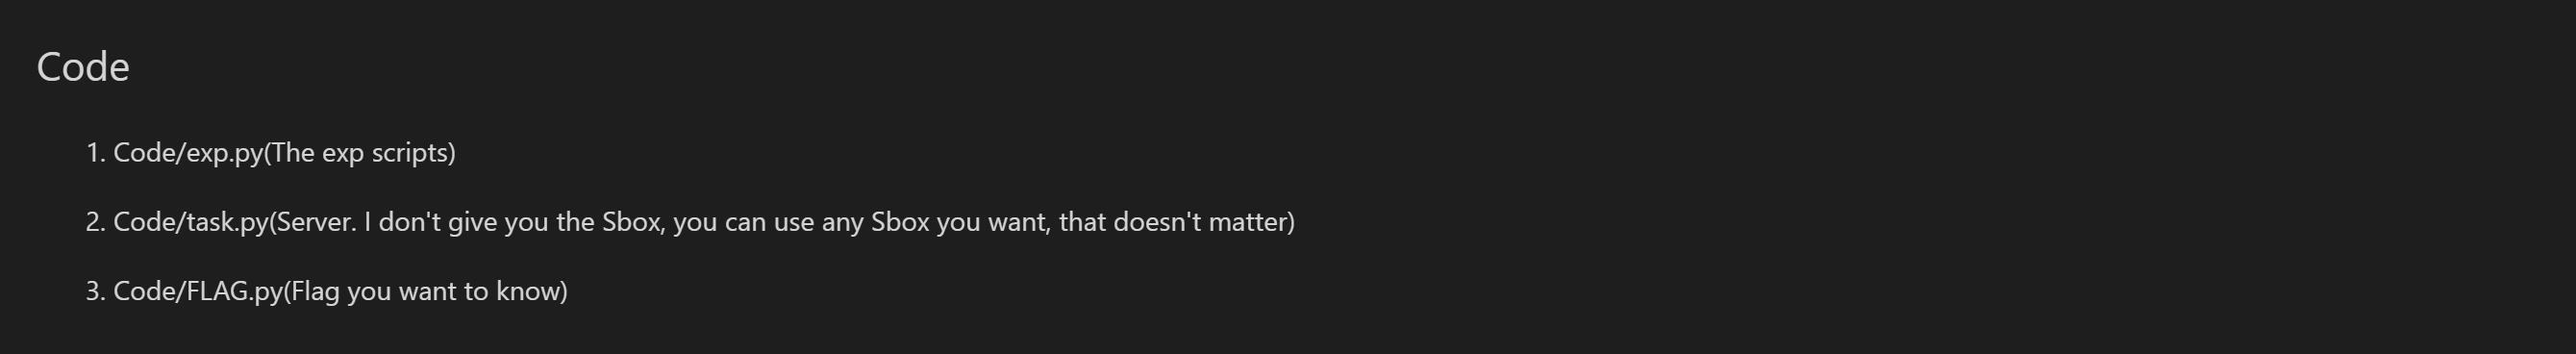 Code
1. Code/exp.py(The exp scripts)
2. Code/task.py(Server. I don't give you the Sbox, you can use any Sbox you want, that doesn't matter)
3. Code/FLAG.py(Flag you want to know)